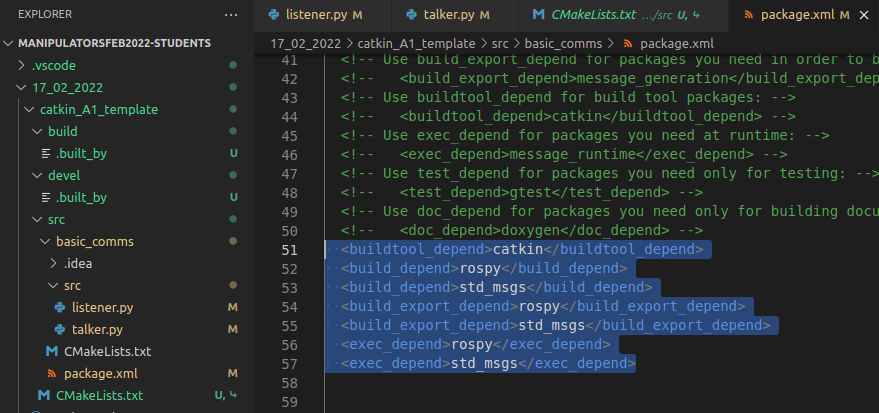 EXPLORER
MANIPULATORSFEB2022-STUDENTS
.vscode
17_02_2022
catkin_A1_template
build
.built_by U
devel
.built_by U
src
basic_comms
.idea
src
listener.py M
talker.py M
CMakeLists.txt
package.xml M
CMakeLists.txt U,
listener.py M
talker.py M
CMakeLists.txt .../src U,
package.xml M
17_02_2022 > catkin_A1_template > src > basic_comms > package.xml
41 <!-- Use build_export_depend for packages you need in order to b
42 <!--   <build_export_depend>message_generation</build_export_dep
43 <!-- Use buildtool_depend for build tool packages: -->
44 <!--   <buildtool_depend>catkin</buildtool_depend> -->
45 <!-- Use exec_depend for packages you need at runtime: -->
46 <!--   <exec_depend>message_runtime</exec_depend> -->
47 <!-- Use test_depend for packages you need only for testing: -->
48 <!--   <test_depend>gtest</test_depend> -->
49 <!-- Use doc_depend for packages you need only for building docu
50 <!--   <doc_depend>doxygen</doc_depend> -->
51 <buildtool_depend>catkin</buildtool_depend>
52 <build_depend>rospy</build_depend>
53 <build_depend>std_msgs</build_depend>
54 <build_export_depend>rospy</build_export_depend>
55 <build_export_depend>std_msgs</build_export_depend>
56 <exec_depend>rospy</exec_depend>
57 <exec_depend>std_msgs</exec_depend>
58
59